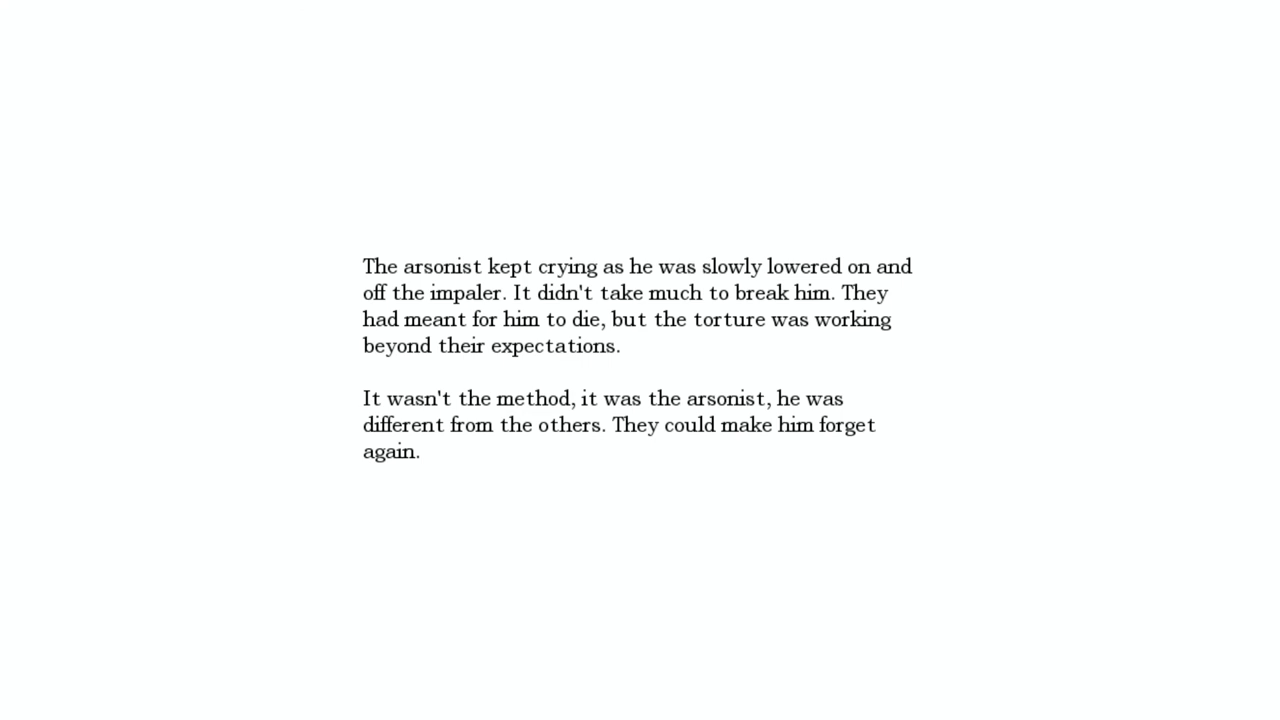 The arsonist kept crying as he was slowly lowered on and
off the impaler. It didn't take much to break him. They
had meant for him to die, but the torture was working
beyond their expectations.
It wasn't the method, it was the arsonist, he was
different from the others. They could make him forget
again.